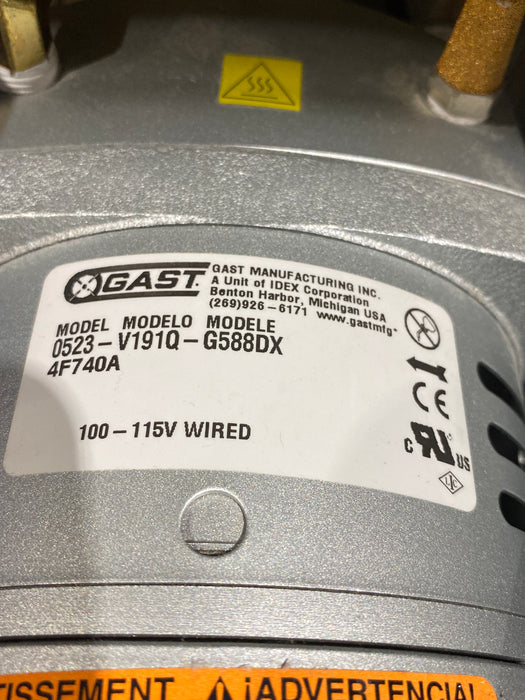 GAST
GAST MANUFACTURING INC.
A Unit of IDEX Corporation
Benton Harbor, Michigan USA
(269)926-6171 www.gastmfg
MODEL MODELO MODELE
0523-V191Q-G588DX
4F740A
100-115V WIRED
CE
C US
¡ADVERTENCIA!